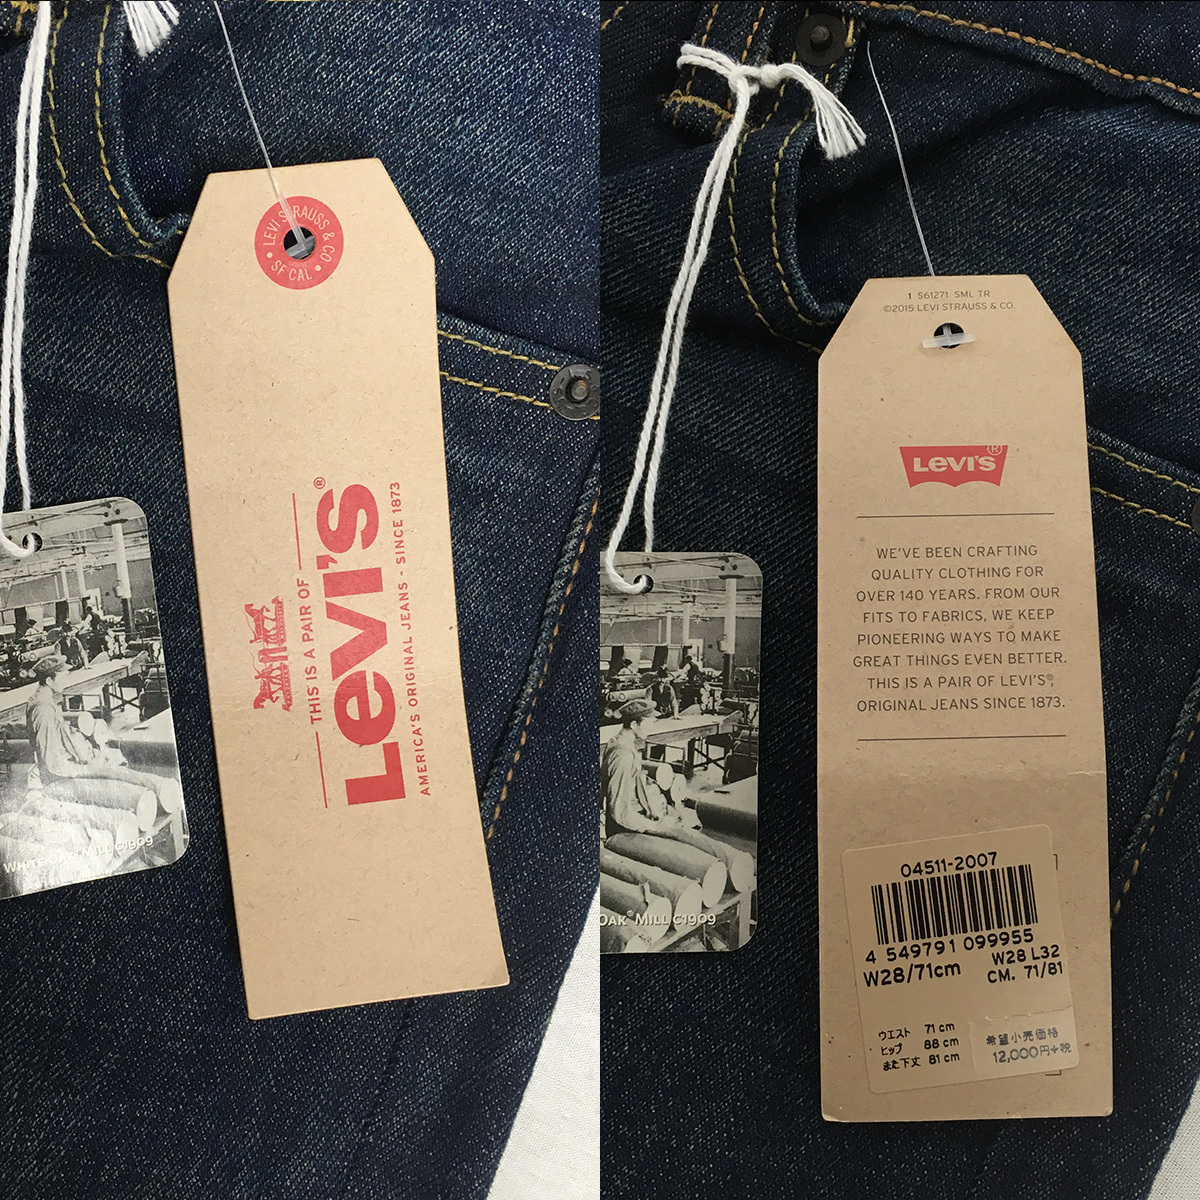 LEVI STRAUSS & CO
• SF CAL •
THIS IS A PAIR OF
Levi's®
AMERICA'S ORIGINAL JEANS - SINCE 1873
WHITE OAK MILL C1909
1 S61271 SML TR
©2015 LEVI STRAUSS & CO.
Levi's®
WE'VE BEEN CRAFTING
QUALITY CLOTHING FOR
OVER 140 YEARS. FROM OUR
FITS TO FABRICS, WE KEEP
PIONEERING WAYS TO MAKE
GREAT THINGS EVEN BETTER.
THIS IS A PAIR OF LEVI'S®
ORIGINAL JEANS SINCE 1873.
OAK® MILL C1909
04511-2007
4 549791 099955
W28/71cm
W28 L32
CM. 71/81
ウエスト 71 cm
ヒップ 88 cm
また下丈 81 cm
希望小売価格
12,000円+税